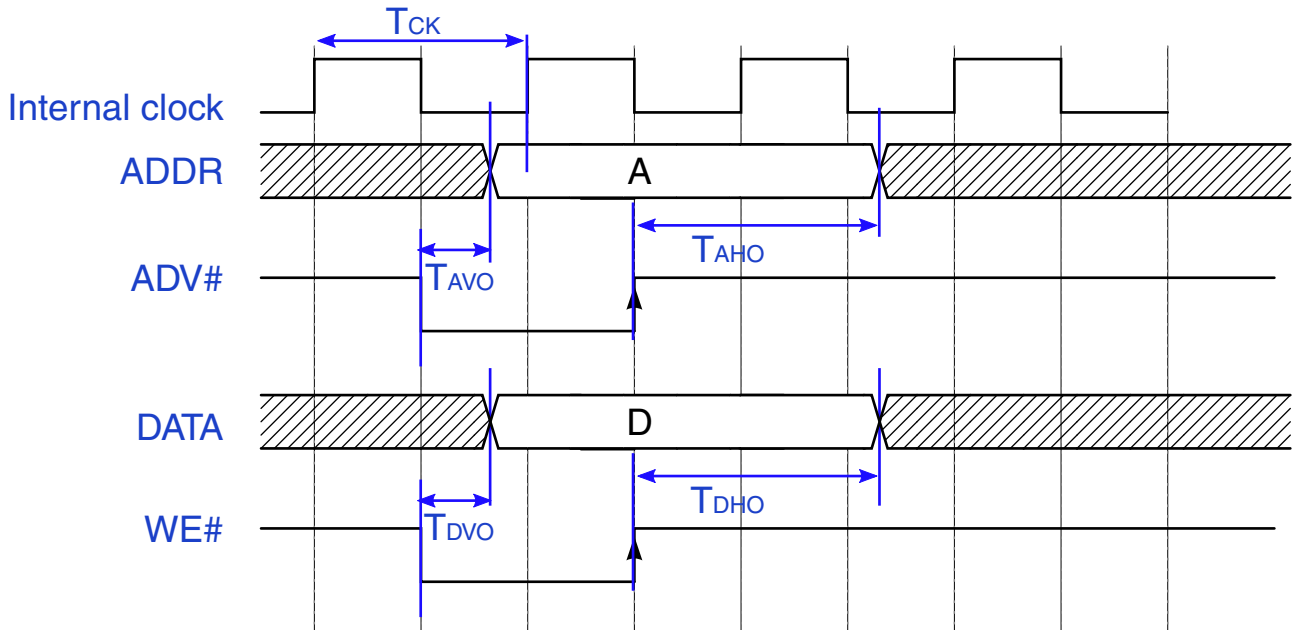 TCK
Internal clock
ADDR
A
TAHO
ADV#
TAVO
DATA
D
TDHO
WE#
TDVO